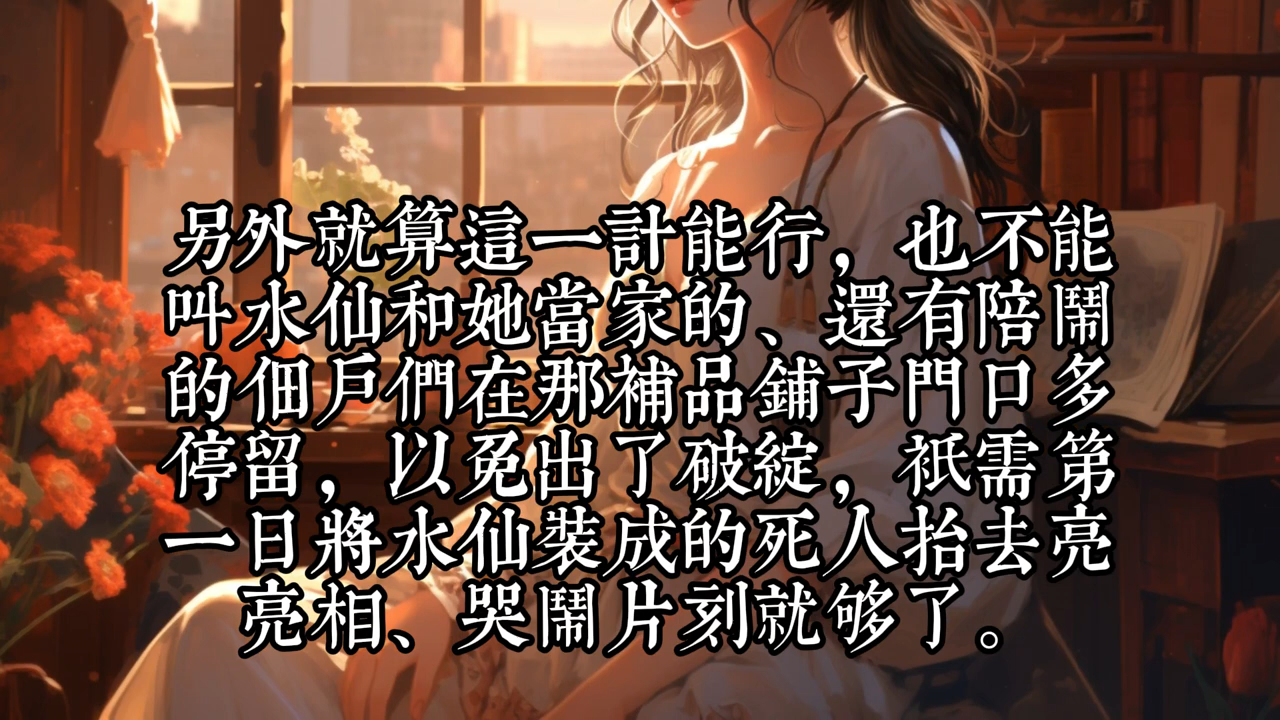 另外就算這一計能行，也不能
叫水仙和她當家的、還有陪鬧
的佃戶們在那補品鋪子門口多
停留，以免出了破綻，衹需第
一日將水仙裝成的死人抬去亮
亮相、哭鬧片刻就够了。